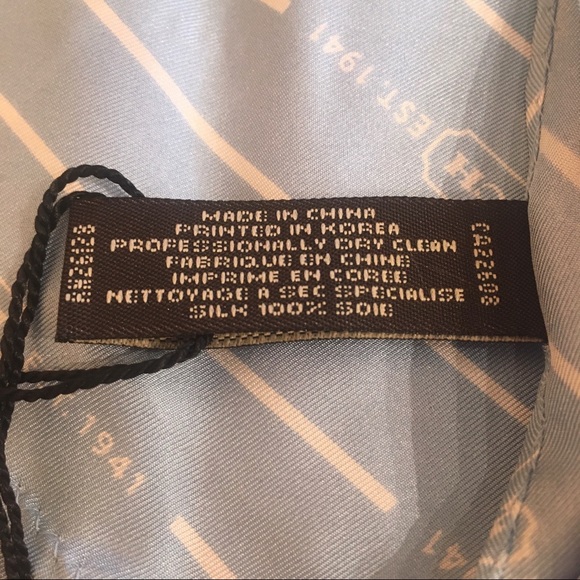 EST. 1941
MADE IN CHINA
PRINTED IN KOREA
PROFESSIONALLY DRY CLEAN
FABRIQUE EN CHINE
IMPRIME EN COREE
NETTOYAGE A SEC SPECIALISE
SILK 100% SOIE
CA22608
1941